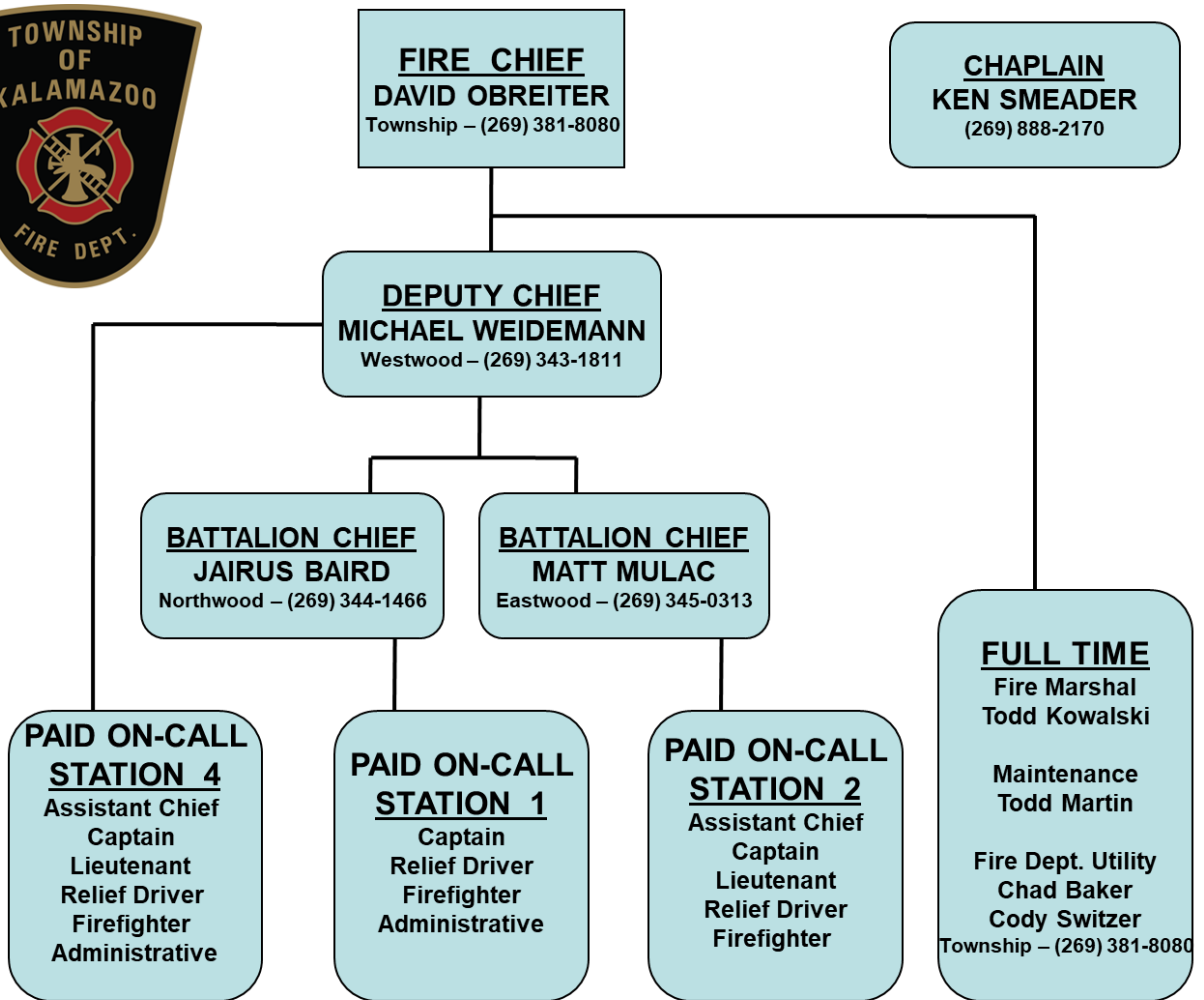 TOWNSHIP
OF
KALAMAZOO
FIRE DEPT.
FIRE CHIEF
DAVID OBREITER
Township – (269) 381-8080
CHAPLAIN
KEN SMEADER
(269) 888-2170
DEPUTY CHIEF
MICHAEL WEIDEMANN
Westwood – (269) 343-1811
BATTALION CHIEF
JAIRUS BAIRD
Northwood – (269) 344-1466
BATTALION CHIEF
MATT MULAC
Eastwood – (269) 345-0313
PAID ON-CALL
STATION 4
Assistant Chief
Captain
Lieutenant
Relief Driver
Firefighter
Administrative
PAID ON-CALL
STATION 1
Captain
Relief Driver
Firefighter
Administrative
PAID ON-CALL
STATION 2
Assistant Chief
Captain
Lieutenant
Relief Driver
Firefighter
FULL TIME
Fire Marshal
Todd Kowalski
Maintenance
Todd Martin
Fire Dept. Utility
Chad Baker
Cody Switzer
Township – (269) 381-8080